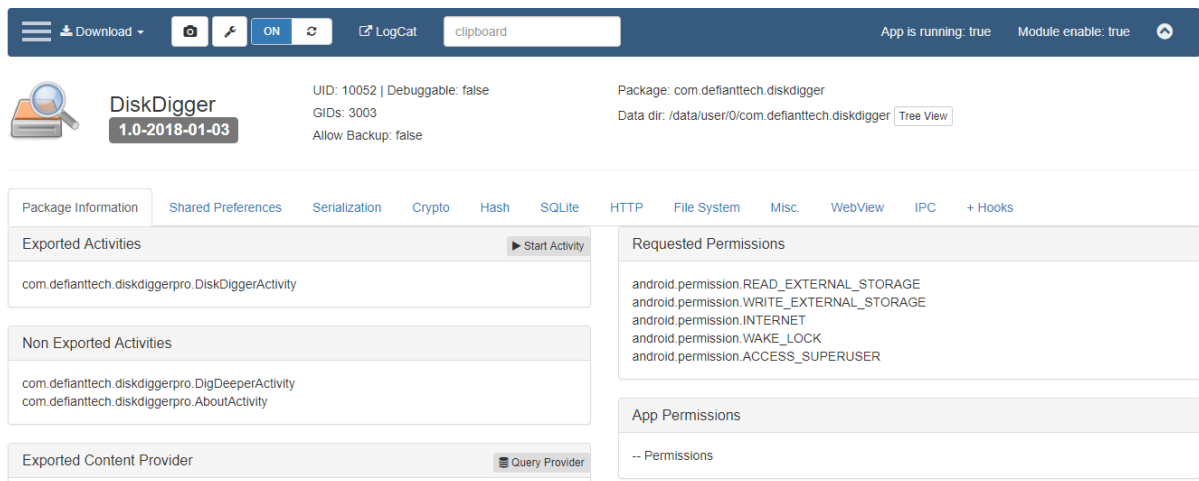 Download ON LogCat clipboard App is running: true Module enable: true
DiskDigger
1.0-2018-01-03
UID: 10052 | Debuggable: false
GIDs: 3003
Allow Backup: false
Package: com.defianttech.diskdigger
Data dir: /data/user/0/com.defianttech.diskdigger Tree View
Package Information Shared Preferences Serialization Crypto Hash SQLite HTTP File System Misc. WebView IPC + Hooks
Exported Activities Start Activity
com.defianttech.diskdiggerpro.DiskDiggerActivity
Non Exported Activities
com.defianttech.diskdiggerpro.DigDeeperActivity
com.defianttech.diskdiggerpro.AboutActivity
Exported Content Provider Query Provider
Requested Permissions
android.permission.READ_EXTERNAL_STORAGE
android.permission.WRITE_EXTERNAL_STORAGE
android.permission.INTERNET
android.permission.WAKE_LOCK
android.permission.ACCESS_SUPERUSER
App Permissions
-- Permissions